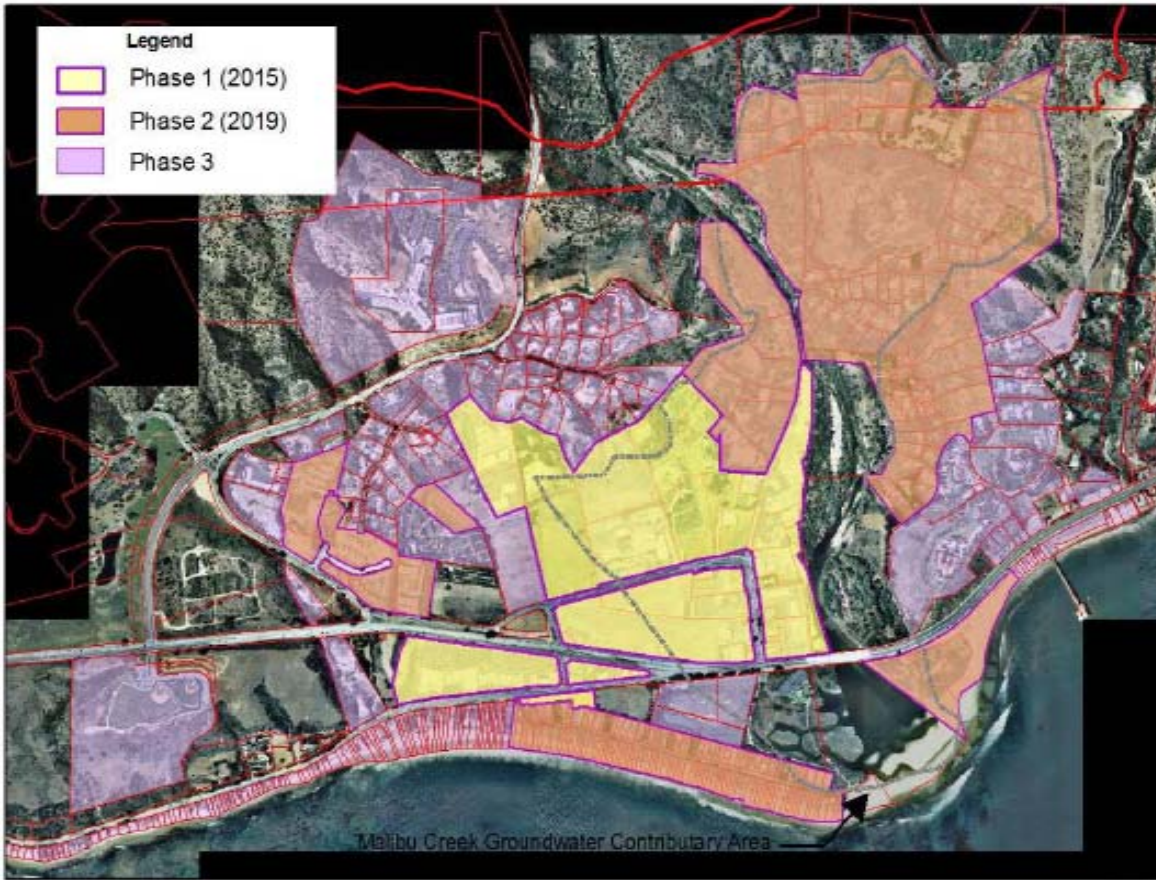 Legend
Phase 1 (2015)
Phase 2 (2019)
Phase 3
Malibu Creek Groundwater Contributary Area